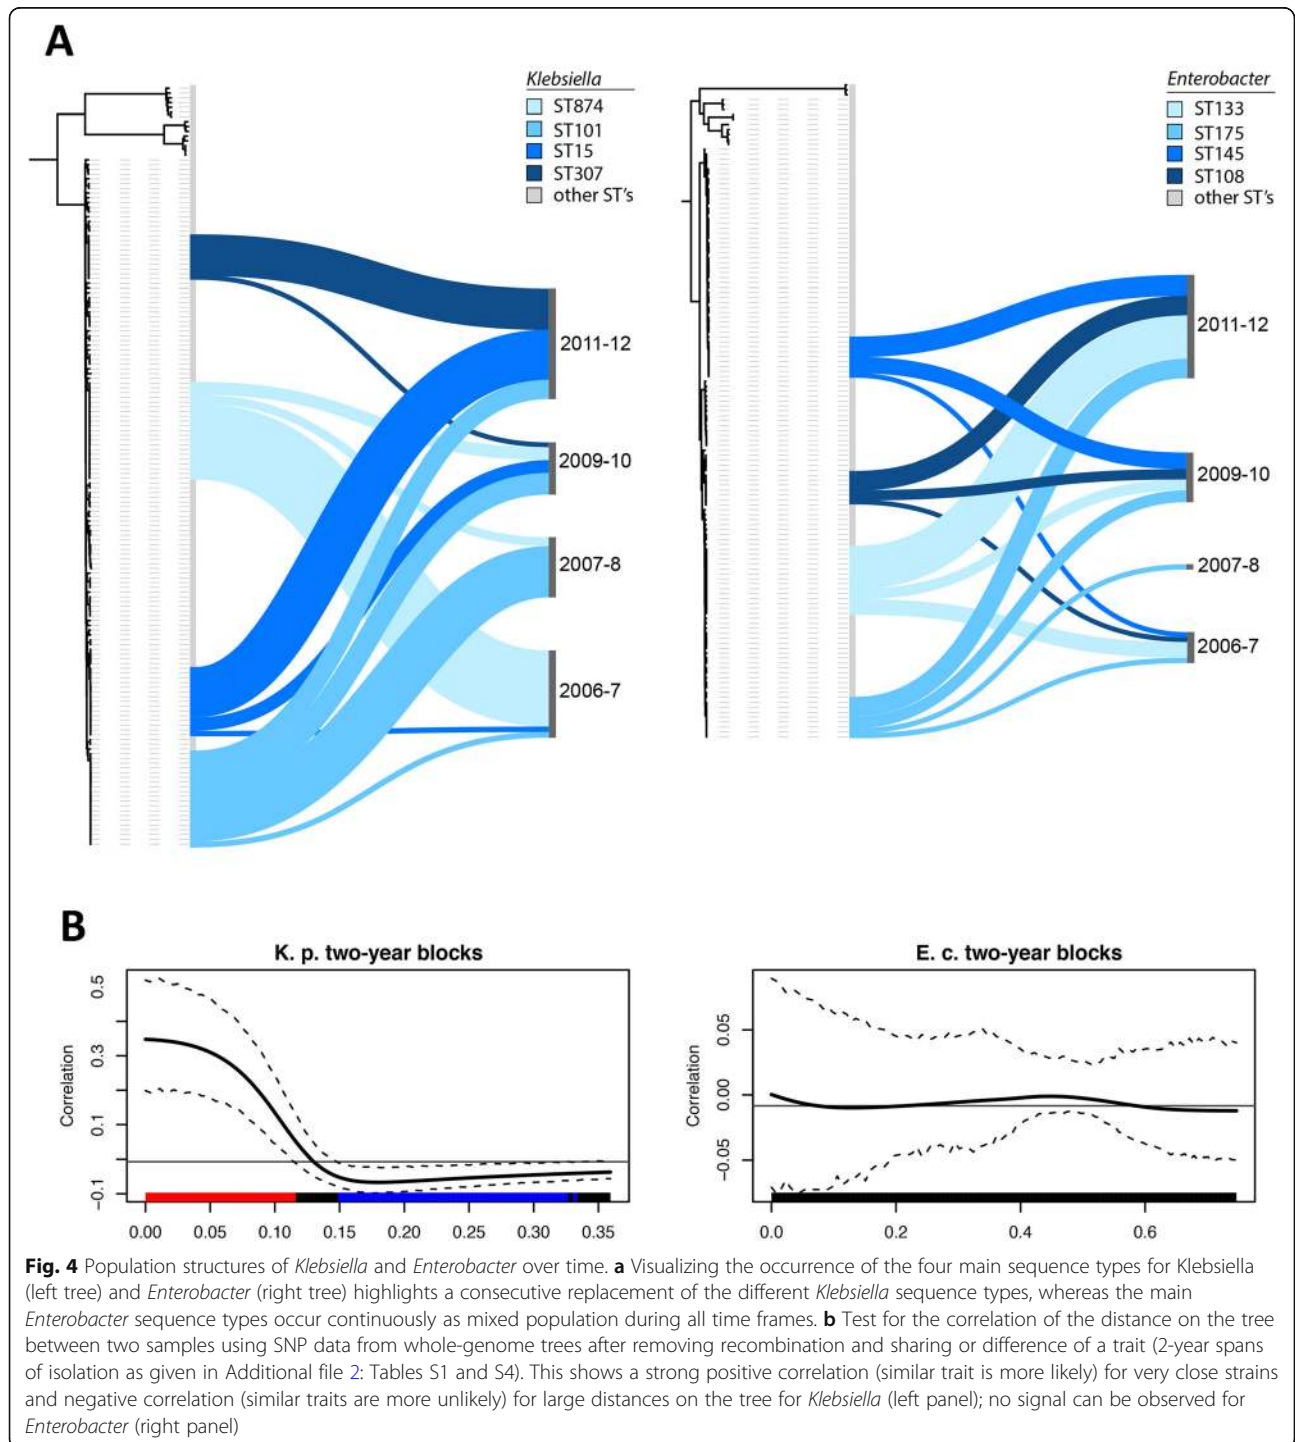 A
Klebsiella
ST874
ST101
ST15
ST307
other ST's
2011-12
2009-10
2007-8
2006-7
Enterobacter
ST133
ST175
ST145
ST108
other ST's
2011-12
2009-10
2007-8
2006-7
B
K. p. two-year blocks
Correlation
0.5
0.3
0.1
−0.1
0.00 0.05 0.10 0.15 0.20 0.25 0.30 0.35
E. c. two-year blocks
Correlation
0.05
0.00
−0.05
0.0 0.2 0.4 0.6
Fig. 4 Population structures of Klebsiella and Enterobacter over time. a Visualizing the occurrence of the four main sequence types for Klebsiella
(left tree) and Enterobacter (right tree) highlights a consecutive replacement of the different Klebsiella sequence types, whereas the main
Enterobacter sequence types occur continuously as mixed population during all time frames. b Test for the correlation of the distance on the tree
between two samples using SNP data from whole-genome trees after removing recombination and sharing or difference of a trait (2-year spans
of isolation as given in Additional file 2: Tables S1 and S4). This shows a strong positive correlation (similar trait is more likely) for very close strains
and negative correlation (similar traits are more unlikely) for large distances on the tree for Klebsiella (left panel); no signal can be observed for
Enterobacter (right panel)